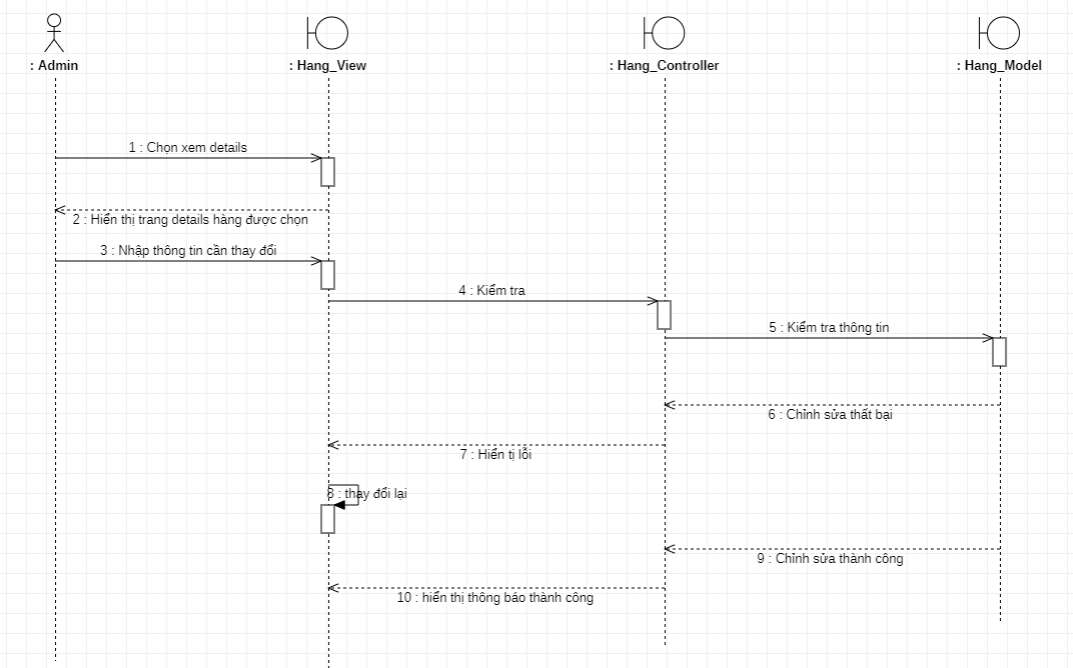 : Admin
: Hang_View
: Hang_Controller
: Hang_Model
1 : Chọn xem details
2 : Hiển thị trang details hàng được chọn
3 : Nhập thông tin cần thay đổi
4 : Kiểm tra
5 : Kiểm tra thông tin
6 : Chỉnh sửa thất bại
7 : Hiển tị lỗi
8 : thay đổi lại
9 : Chỉnh sửa thành công
10 : hiển thị thông báo thành công